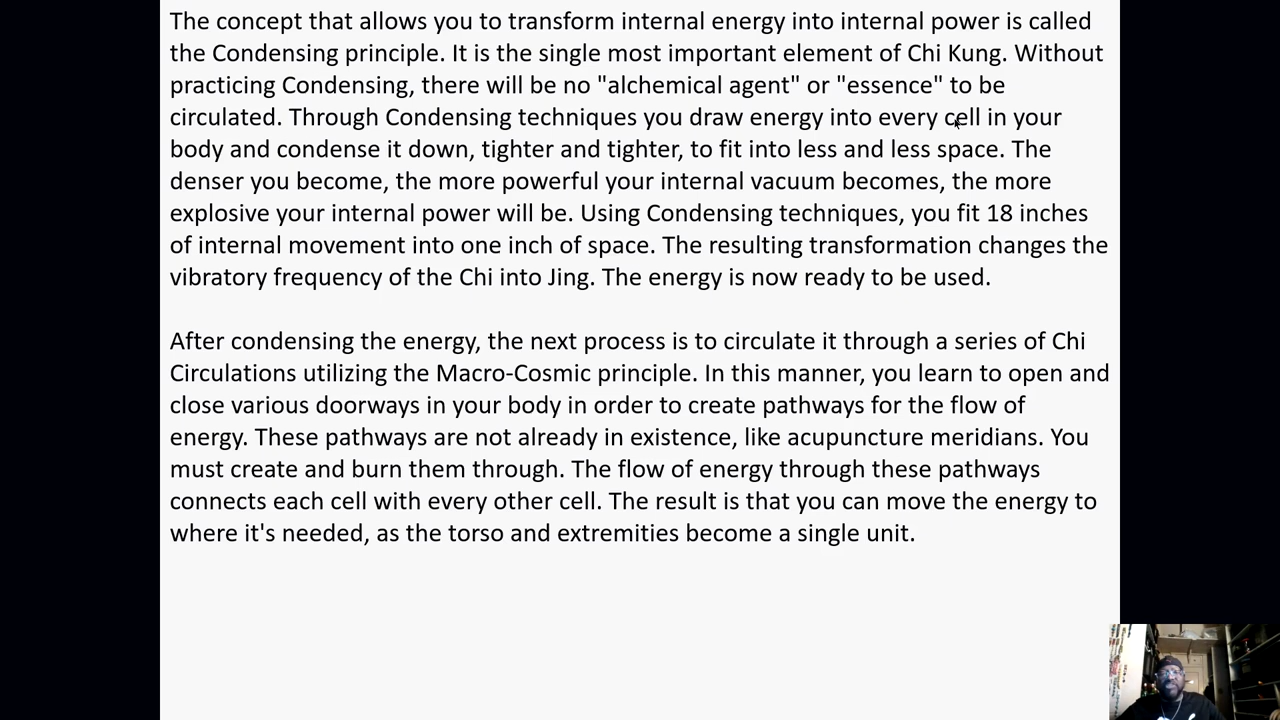 The concept that allows you to transform internal energy into internal power is called
the Condensing principle. It is the single most important element of Chi Kung. Without
practicing Condensing, there will be no "alchemical agent" or "essence" to be
circulated. Through Condensing techniques you draw energy into every cell in your
body and condense it down, tighter and tighter, to fit into less and less space. The
denser you become, the more powerful your internal vacuum becomes, the more
explosive your internal power will be. Using Condensing techniques, you fit 18 inches
of internal movement into one inch of space. The resulting transformation changes the
vibratory frequency of the Chi into Jing. The energy is now ready to be used.
After condensing the energy, the next process is to circulate it through a series of Chi
Circulations utilizing the Macro-Cosmic principle. In this manner, you learn to open and
close various doorways in your body in order to create pathways for the flow of
energy. These pathways are not already in existence, like acupuncture meridians. You
must create and burn them through. The flow of energy through these pathways
connects each cell with every other cell. The result is that you can move the energy to
where it's needed, as the torso and extremities become a single unit.